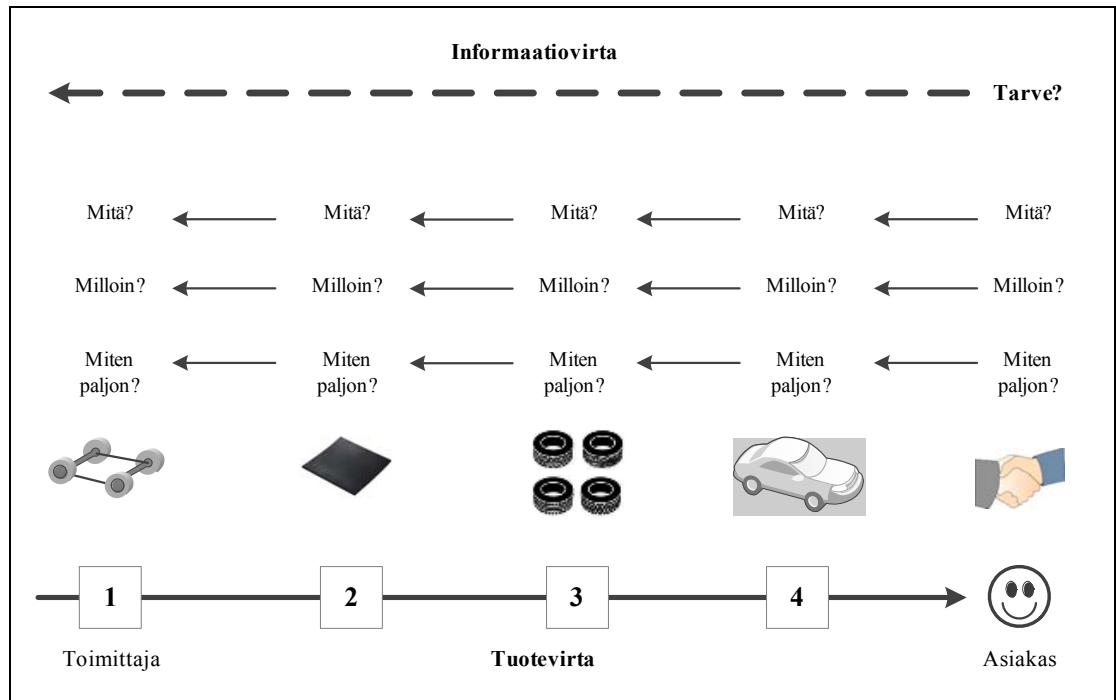 Informaatiovirta
Tarve?
Mitä? Mitä? Mitä? Mitä? Mitä?
Milloin? Milloin? Milloin? Milloin? Milloin?
Miten Miten Miten Miten Miten
paljon? paljon? paljon? paljon? paljon?
1 2 3 4
Toimittaja Tuotevirta Asiakas